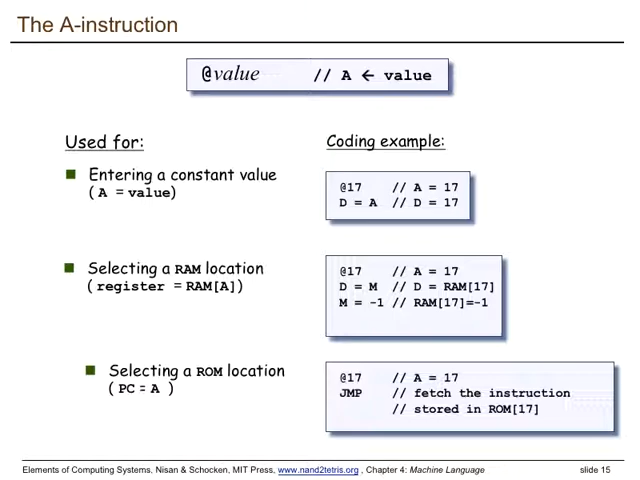 The A-instruction
@value // A ← value
Used for:
Coding example:
Entering a constant value
( A = value)
@17 // A = 17
D = A // D = 17
Selecting a RAM location
( register = RAM[A])
@17 // A = 17
D = M // D = RAM[17]
M = -1 // RAM[17]=-1
Selecting a ROM location
( PC = A )
@17 // A = 17
JMP // fetch the instruction
// stored in ROM[17]
Elements of Computing Systems, Nisan & Schocken, MIT Press, www.nand2tetris.org , Chapter 4: Machine Language slide 15